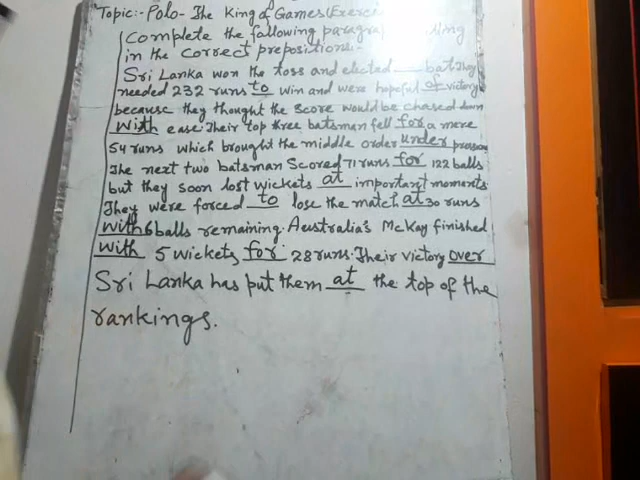 Topic:- Polo- The King of Games (Exerci
Complete the following paragra ling
in the correct prepositions:-
Sri Lanka won the toss and elected ___ bat. They
needed 232 runs to win and were hopeful of victory
because they thought the score would be chased down
with ease. Their top three batsman fell for a mere
54 runs which brought the middle order under pressure
The next two batsman Scored 71 runs for 122 balls
but they soon lost wickets at important moments
They were forced to lose the match at 30 runs
with 6 balls remaining. Australia's McKay finished
with 5 wickets for 28 runs. Their victory over
Sri Lanka has put them at the top of the
rankings.